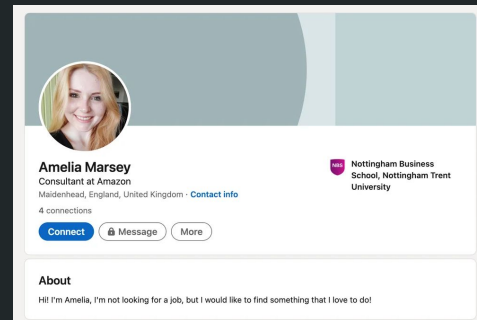 Amelia Marsey
Consultant at Amazon
Maidenhead, England, United Kingdom · Contact info
4 connections
Connect
Message
More
NBS
Nottingham Business
School, Nottingham Trent
University
About
Hi! I'm Amelia, I'm not looking for a job, but I would like to find something that I love to do!